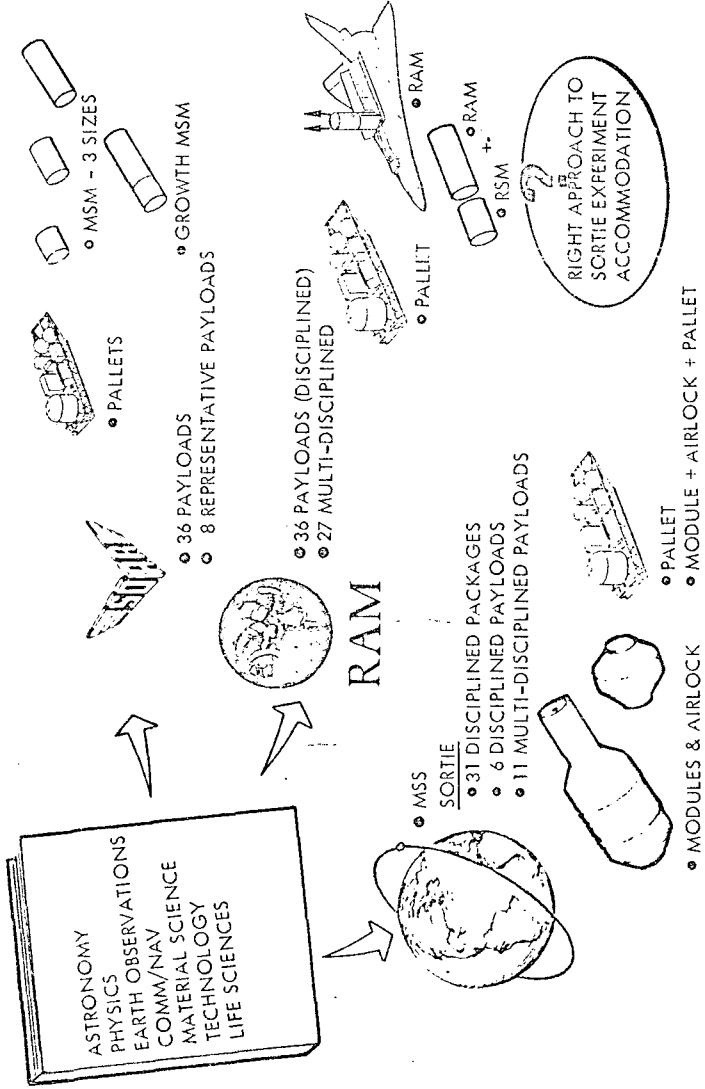 ASTRONOMY
PHYSICS
EARTH OBSERVATIONS
COMM/NAV
MATERIAL SCIENCE
TECHNOLOGY
LIFE SCIENCES
• PALLETS
• MSM - 3 SIZES
• GROWTH MSM
• 36 PAYLOADS
• 8 REPRESENTATIVE PAYLOADS
RAM
• 36 PAYLOADS (DISCIPLINED)
• 27 MULTI-DISCIPLINED
• PALLET
• RAM
• RAM
+
• RSM
• MSS
SORTIE
• 31 DISCIPLINED PACKAGES
• 6 DISCIPLINED PAYLOADS
• 11 MULTI-DISCIPLINED PAYLOADS
• MODULES & AIRLOCK
• PALLET
• MODULE + AIRLOCK + PALLET
?
RIGHT APPROACH TO
SORTIE EXPERIMENT
ACCOMMODATION